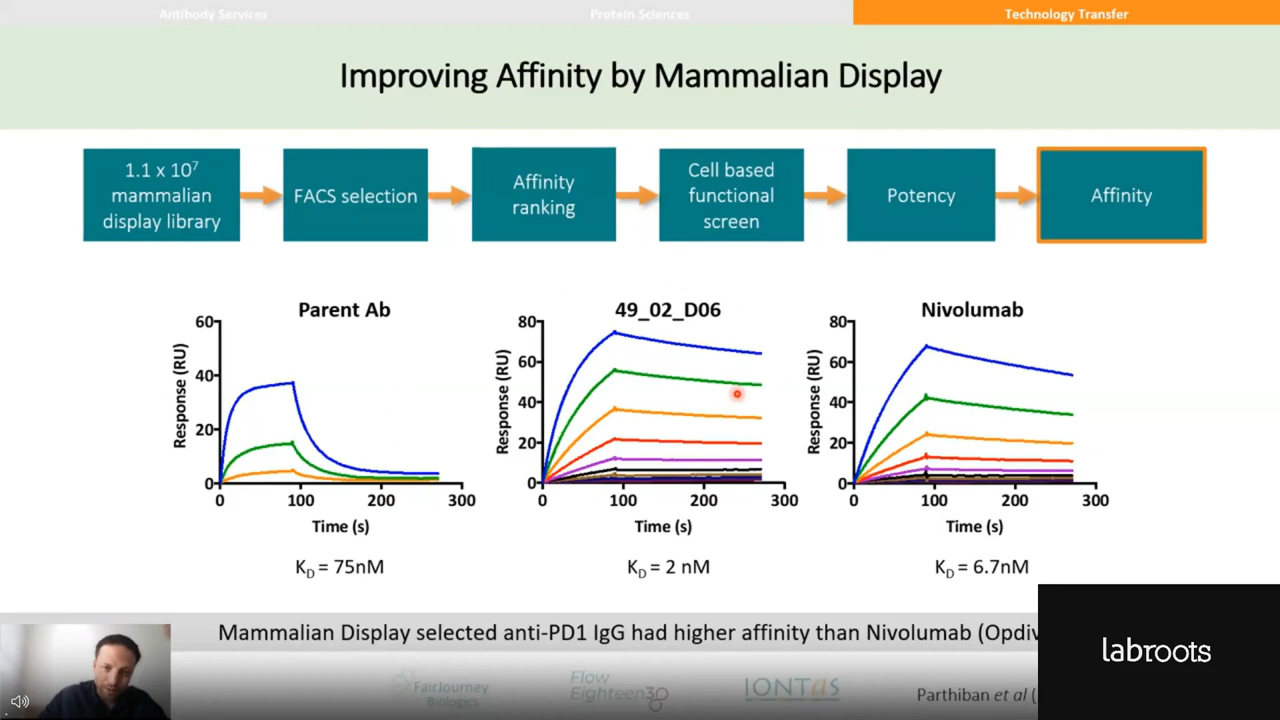 Antibody Services
Protein Sciences
Technology Transfer
Improving Affinity by Mammalian Display
1.1 x 10⁷
mammalian
display library
FACS selection
Affinity
ranking
Cell based
functional
screen
Potency
Affinity
Parent Ab
60
40
20
0
Response (RU)
0
100
200
300
Time (s)
K_D = 75nM
49_02_D06
80
60
40
20
0
Response (RU)
0
100
200
300
Time (s)
K_D = 2 nM
Nivolumab
80
60
40
20
0
Response (RU)
0
100
200
300
Time (s)
K_D = 6.7nM
Mammalian Display selected anti-PD1 IgG had higher affinity than Nivolumab (Opdiv
labroots
FairJourney
Biologics
Flow
Eighteen38
IONTAS
Parthiban et al (